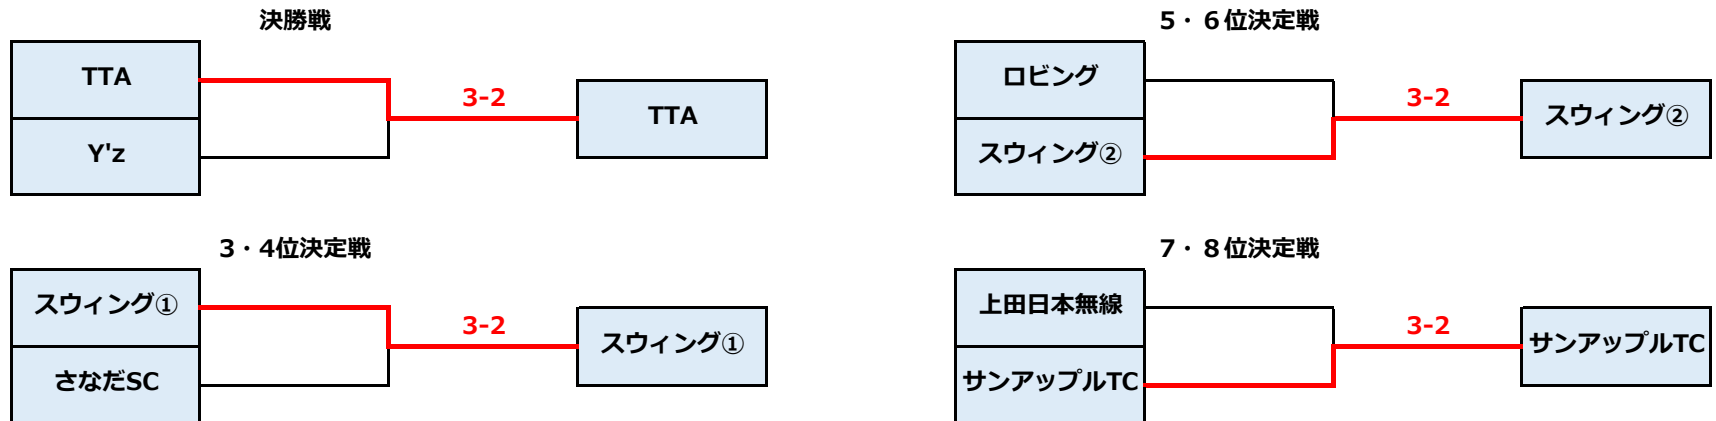 決勝戦
TTA
Y'z
3-2
TTA
5・６位決定戦
ロビング
スウィング②
3-2
スウィング②
3・4位決定戦
スウィング①
さなだSC
3-2
スウィング①
7・８位決定戦
上田日本無線
サンアップルTC
3-2
サンアップルTC